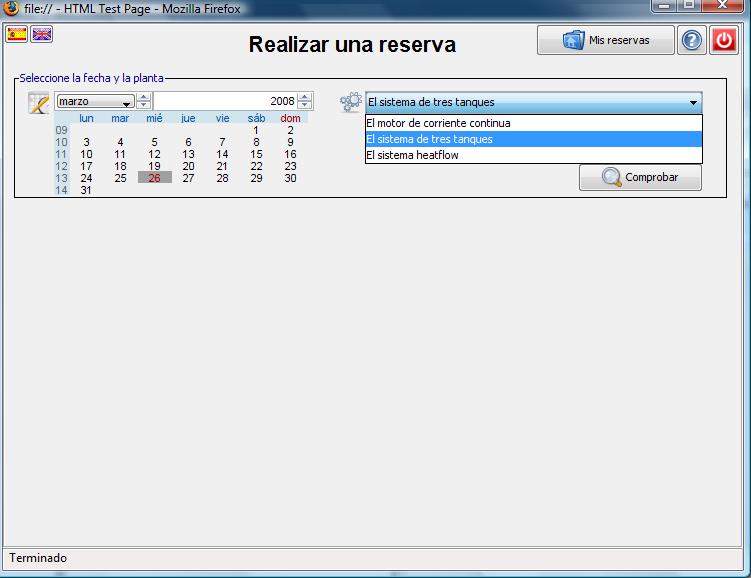 file:// - HTML Test Page - Mozilla Firefox
Realizar una reserva
Mis reservas
?
Seleccione la fecha y la planta
marzo 2008
El sistema de tres tanques
lun mar mié jue vie sáb dom
09 1 2
10 3 4 5 6 7 8 9
11 10 11 12 13 14 15 16
12 17 18 19 20 21 22 23
13 24 25 26 27 28 29 30
14 31
El motor de corriente continua
El sistema de tres tanques
El sistema heatflow
Comprobar
Terminado